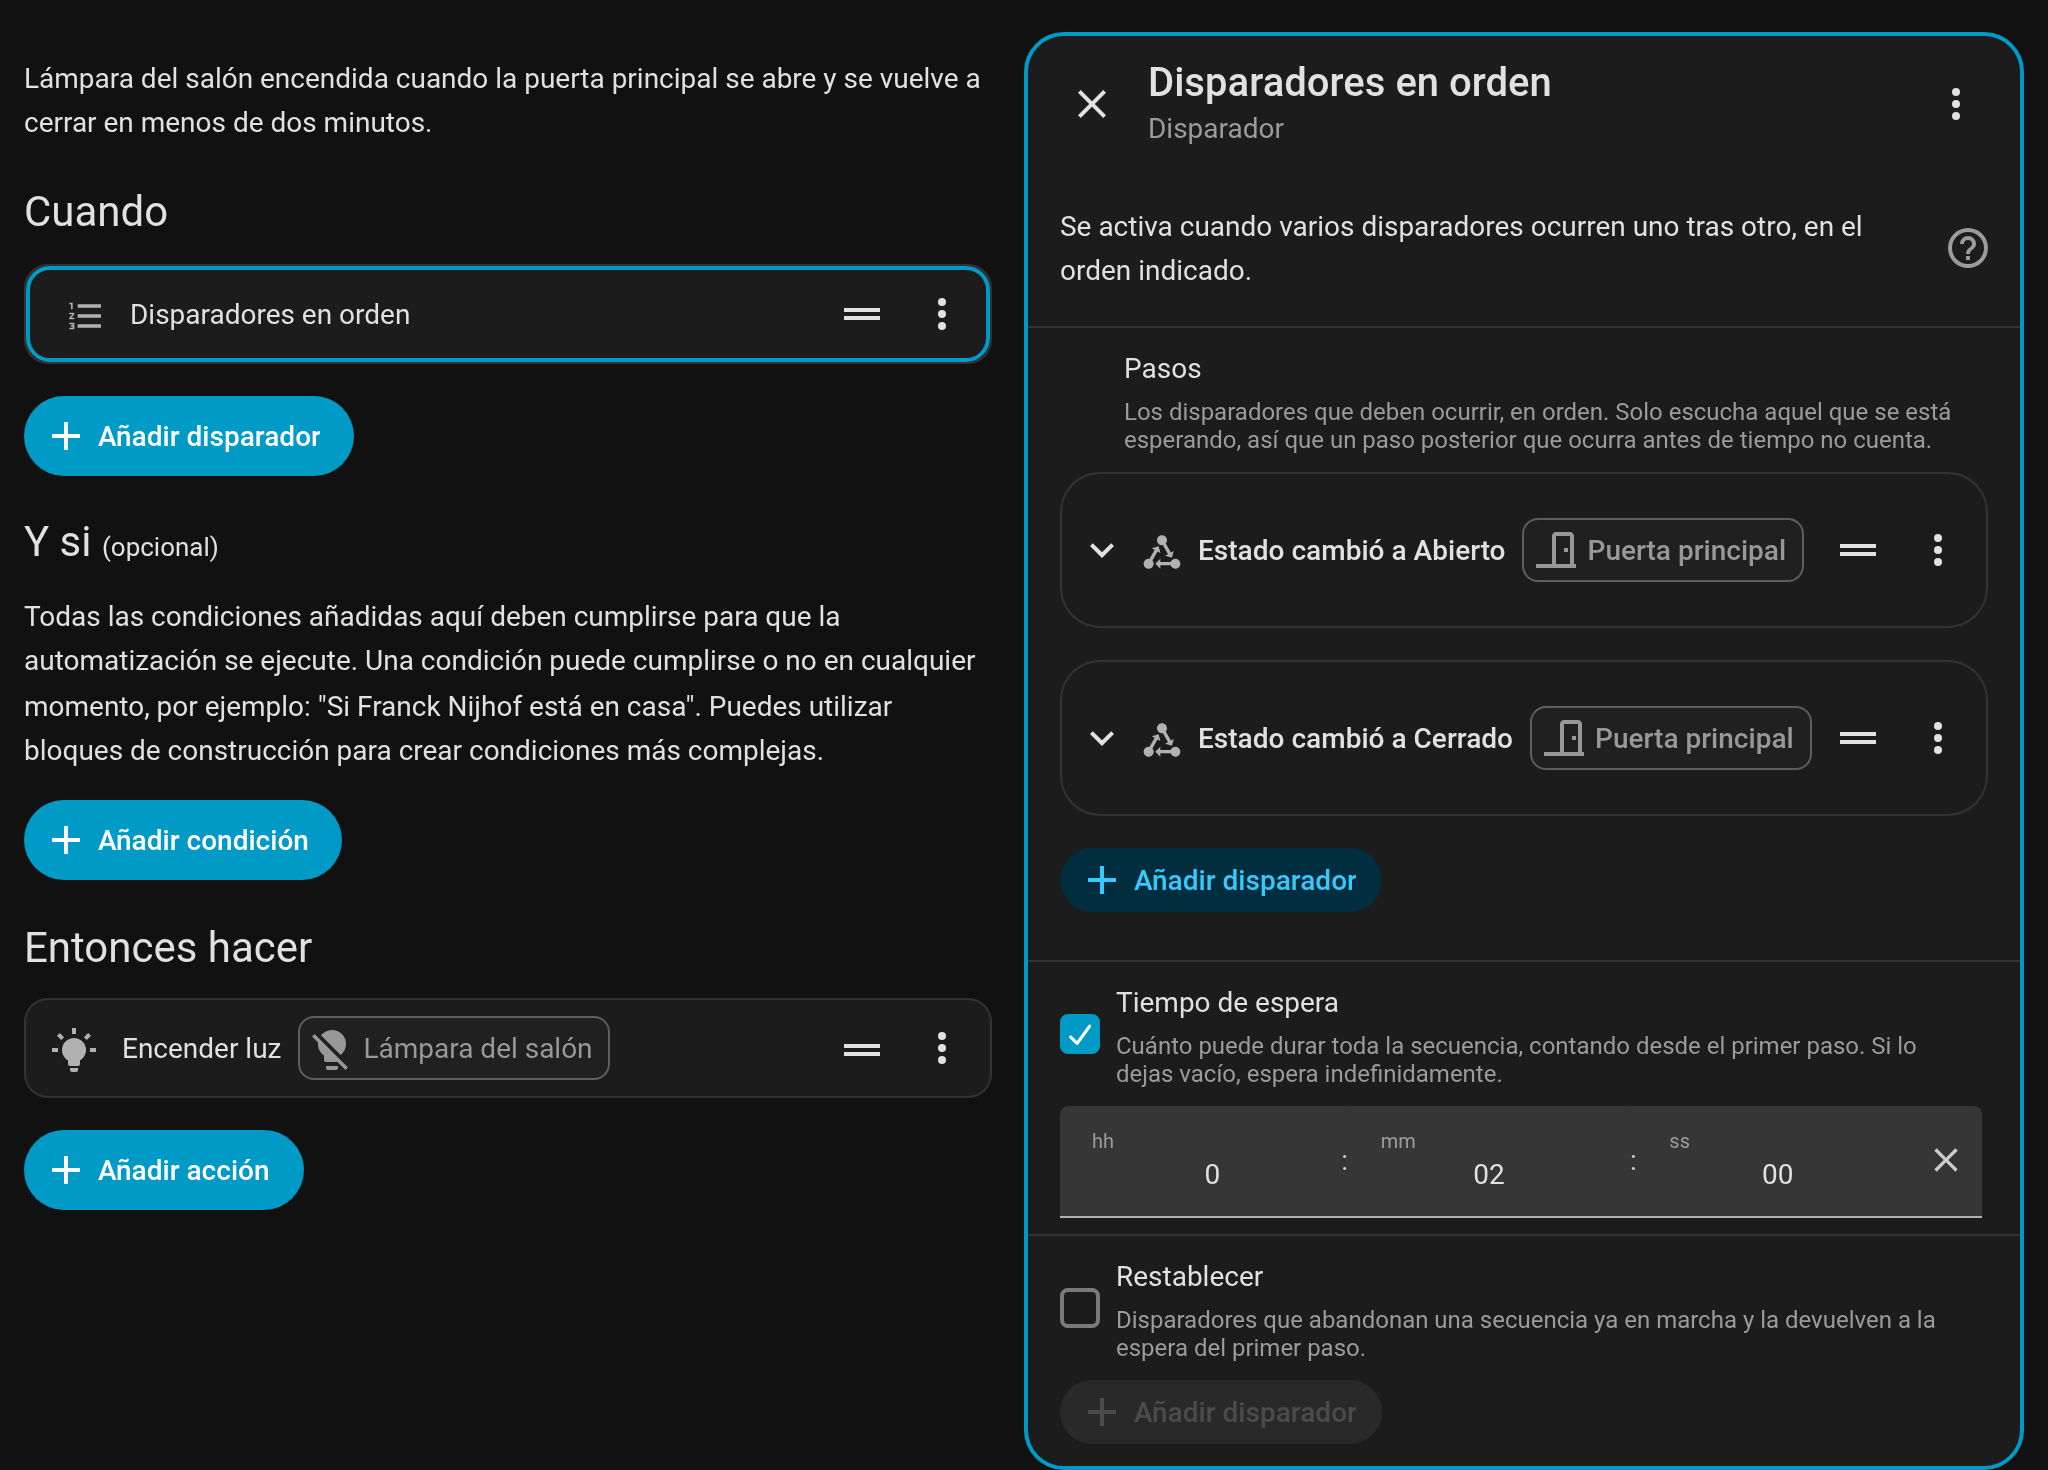 Lámpara del salón encendida cuando la puerta principal se abre y se vuelve a
cerrar en menos de dos minutos.
Cuando
Disparadores en orden
Añadir disparador
Y si (opcional)
Todas las condiciones añadidas aquí deben cumplirse para que la
automatización se ejecute. Una condición puede cumplirse o no en cualquier
momento, por ejemplo: "Si Franck Nijhof está en casa". Puedes utilizar
bloques de construcción para crear condiciones más complejas.
Añadir condición
Entonces hacer
Encender luz Lámpara del salón
Añadir acción
Disparadores en orden
Disparador
Se activa cuando varios disparadores ocurren uno tras otro, en el
orden indicado.
Pasos
Los disparadores que deben ocurrir, en orden. Solo escucha aquel que se está
esperando, así que un paso posterior que ocurra antes de tiempo no cuenta.
Estado cambió a Abierto Puerta principal
Estado cambió a Cerrado Puerta principal
Añadir disparador
Tiempo de espera
Cuánto puede durar toda la secuencia, contando desde el primer paso. Si lo
dejas vacío, espera indefinidamente.
hh mm ss
0 : 02 : 00
Restablecer
Disparadores que abandonan una secuencia ya en marcha y la devuelven a la
espera del primer paso.
Añadir disparador